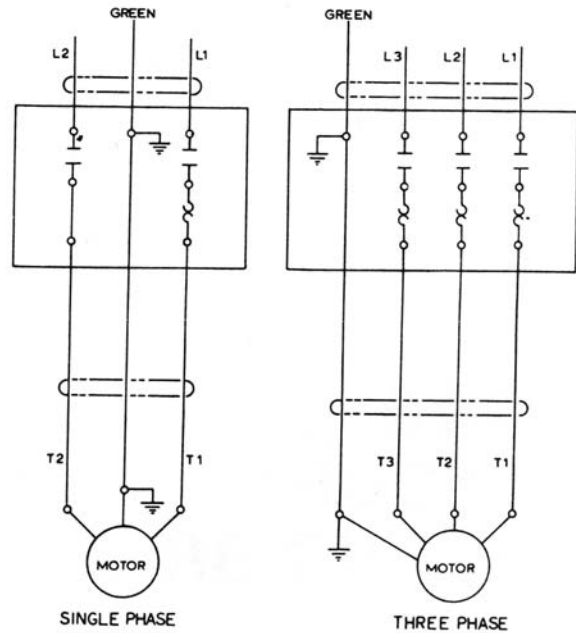 GREEN
L2
L1
T2
T1
MOTOR
SINGLE PHASE
GREEN
L3
L2
L1
T3
T2
T1
MOTOR
THREE PHASE